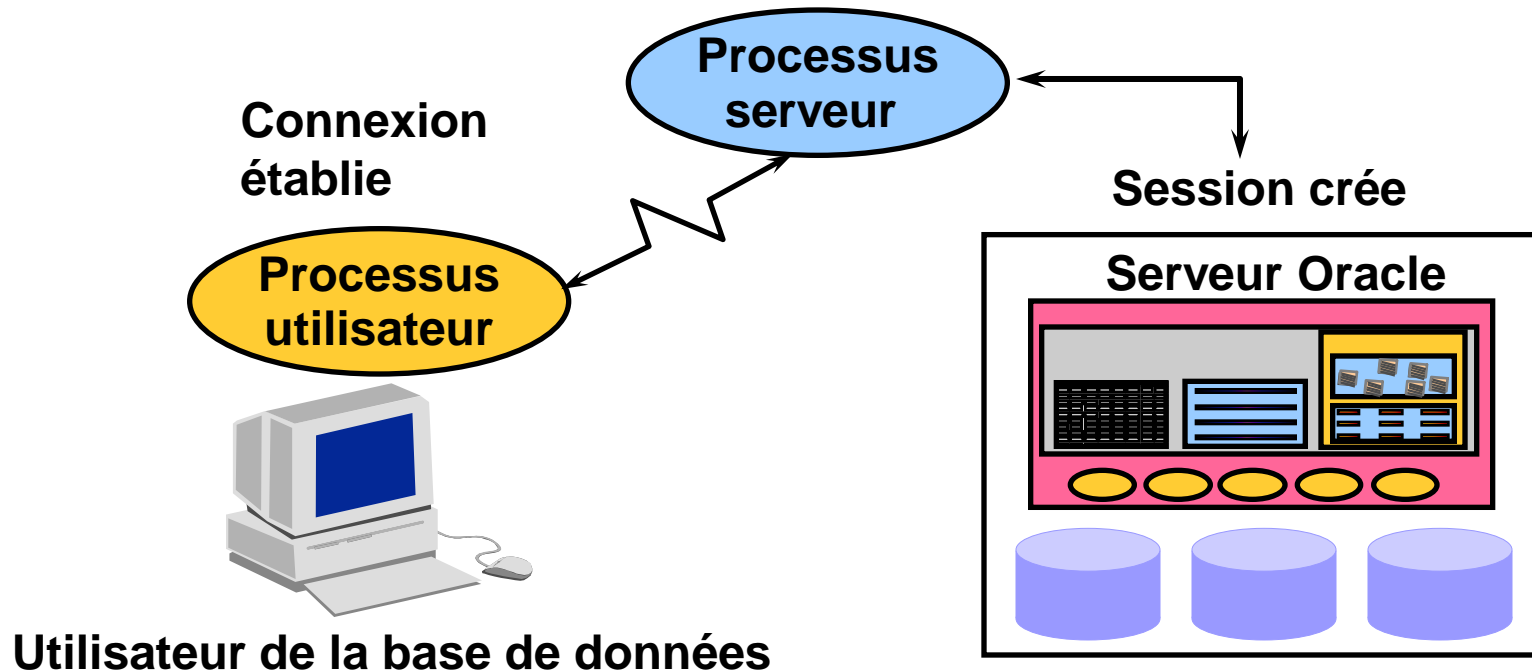 Processus
serveur
Connexion
établie
Session crée
Processus
utilisateur
Serveur Oracle
Utilisateur de la base de données